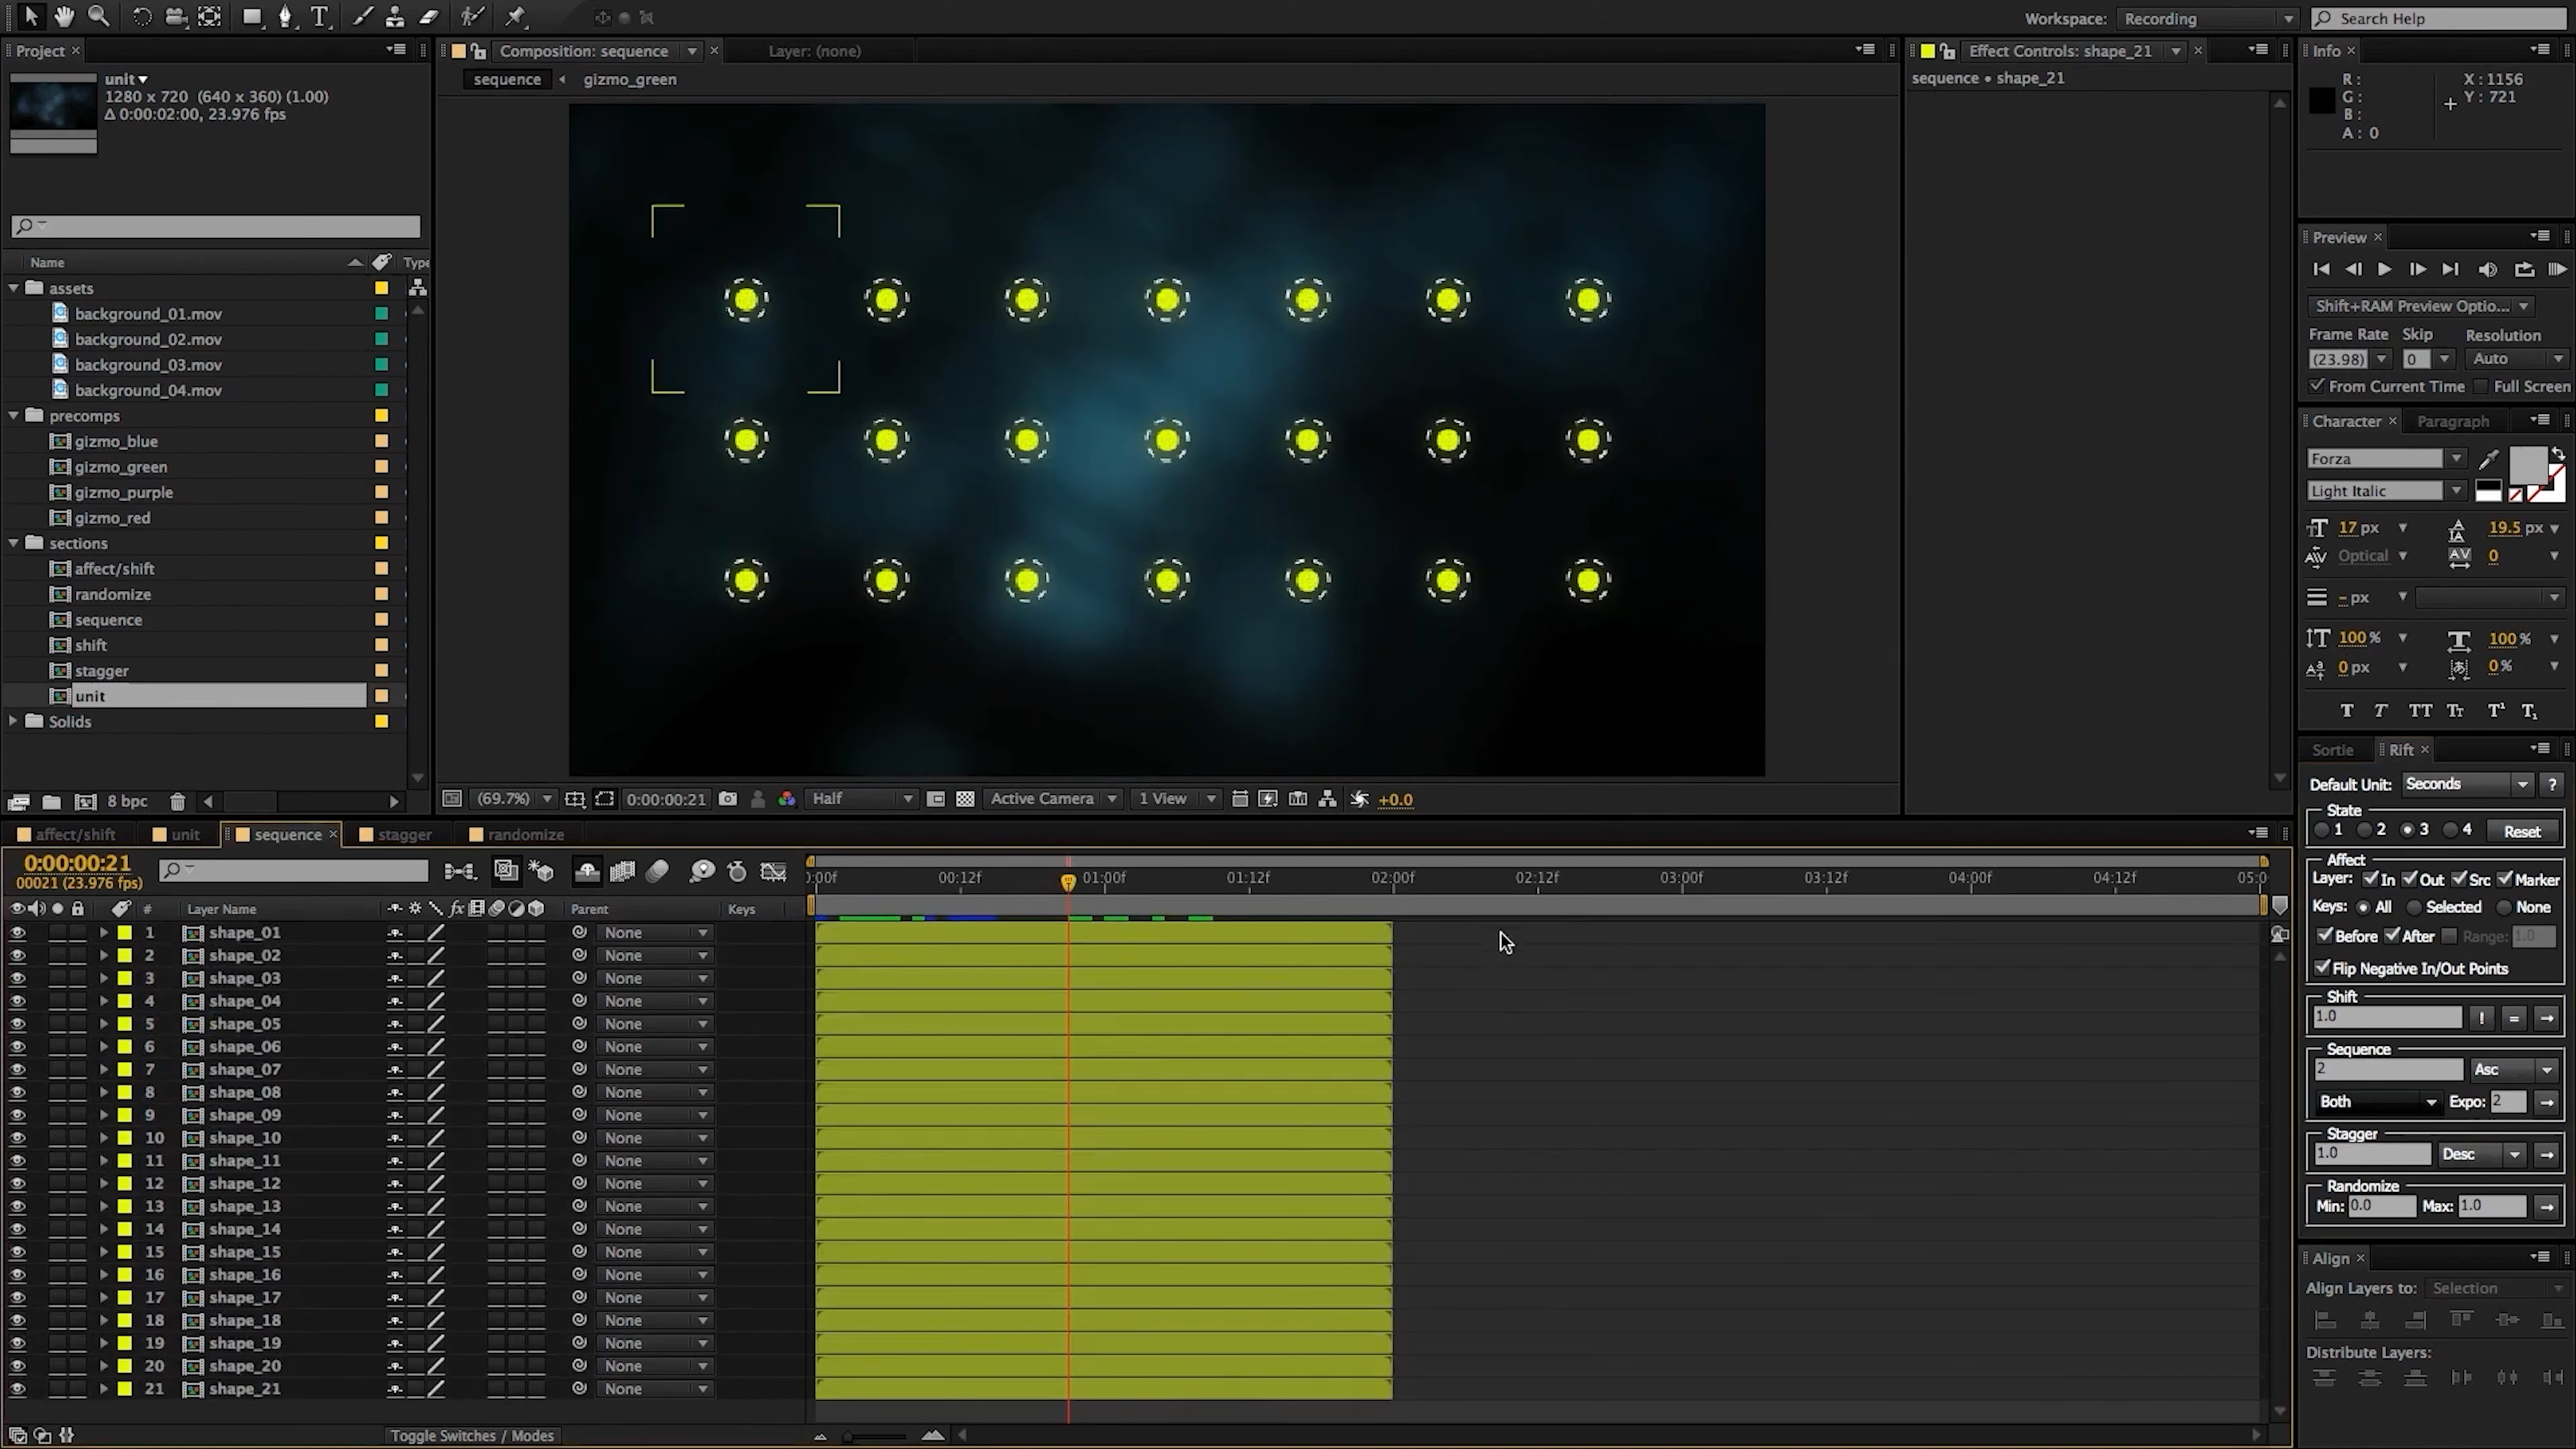 Workspace: Recording Search Help
Project
unit
1280 x 720 (640 x 360) (1.00)
Δ 0:00:02:00, 23.976 fps
Name Type
assets
background_01.mov
background_02.mov
background_03.mov
background_04.mov
precomps
gizmo_blue
gizmo_green
gizmo_purple
gizmo_red
sections
affect/shift
randomize
sequence
shift
stagger
unit
Solids
8 bpc
Composition: sequence Layer: (none)
sequence gizmo_green
(69.7%) 0:00:00:21 Half Active Camera 1 View +0.0
Effect Controls: shape_21
sequence • shape_21
Info
R : X : 1156
G : Y : 721
B :
A : 0
Preview
Shift+RAM Preview Optio...
Frame Rate Skip Resolution
(23.98) 0 Auto
From Current Time Full Screen
Character Paragraph
Forza
Light Italic
17 px 19.5 px
Optical 0
- px
100 % 100 %
0 px 0 %
T T TT Tt T¹ T₁
Sortie Rift
Default Unit: Seconds ?
State
1 2 3 4 Reset
Affect
Layer: In Out Src Marker
Keys: All Selected None
Before After Range: 1.0
Flip Negative In/Out Points
Shift
1.0 ! = →
Sequence
2 Asc
Both Expo: 2 →
Stagger
1.0 Desc →
Randomize
Min: 0.0 Max: 1.0 →
Align
Align Layers to: Selection
Distribute Layers:
affect/shift unit sequence stagger randomize
0:00:00:21
00021 (23.976 fps)
):00f 00:12f 01:00f 01:12f 02:00f 02:12f 03:00f 03:12f 04:00f 04:12f 05:0
# Layer Name fx Parent Keys
1 shape_01 None
2 shape_02 None
3 shape_03 None
4 shape_04 None
5 shape_05 None
6 shape_06 None
7 shape_07 None
8 shape_08 None
9 shape_09 None
10 shape_10 None
11 shape_11 None
12 shape_12 None
13 shape_13 None
14 shape_14 None
15 shape_15 None
16 shape_16 None
17 shape_17 None
18 shape_18 None
19 shape_19 None
20 shape_20 None
21 shape_21 None
Toggle Switches / Modes